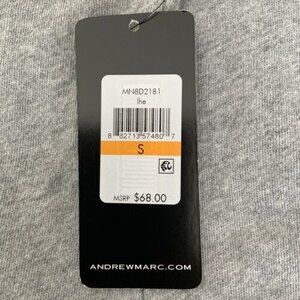 MN8D2181
lhe
8 82713 57480 7
S
MSRP $68.00
ANDREWMARC.COM